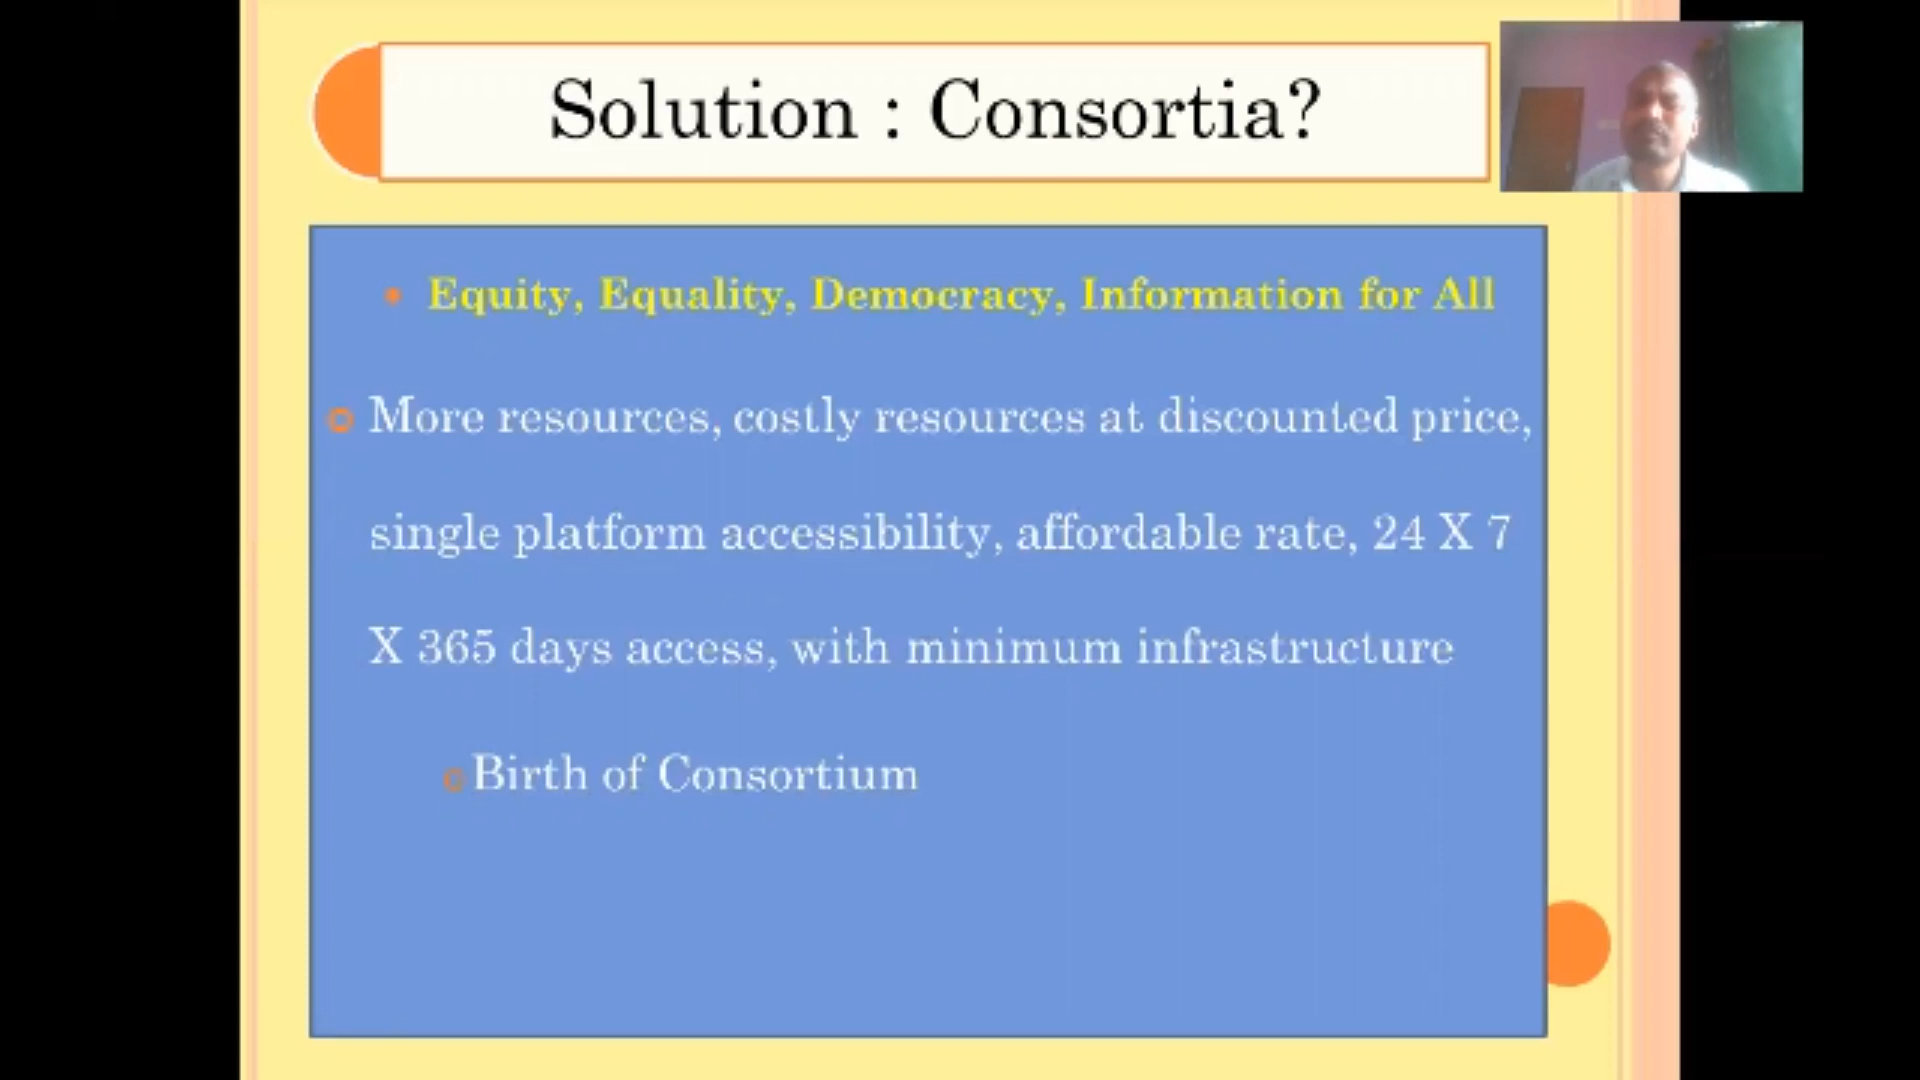 Solution : Consortia?
Equity, Equality, Democracy, Information for All
More resources, costly resources at discounted price,
single platform accessibility, affordable rate, 24 X 7
X 365 days access, with minimum infrastructure
Birth of Consortium